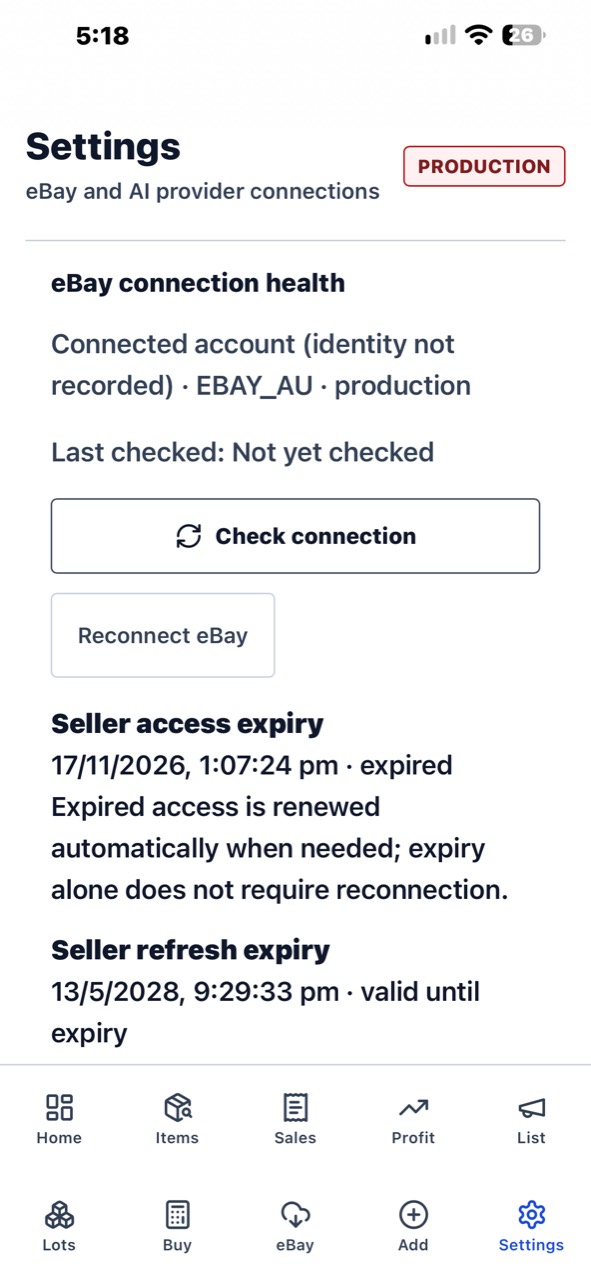 5:18
26
Settings
PRODUCTION
eBay and AI provider connections
eBay connection health
Connected account (identity not
recorded) · EBAY_AU · production
Last checked: Not yet checked
Check connection
Reconnect eBay
Seller access expiry
17/11/2026, 1:07:24 pm · expired
Expired access is renewed
automatically when needed; expiry
alone does not require reconnection.
Seller refresh expiry
13/5/2028, 9:29:33 pm · valid until
expiry
Home Items Sales Profit List
Lots Buy eBay Add Settings